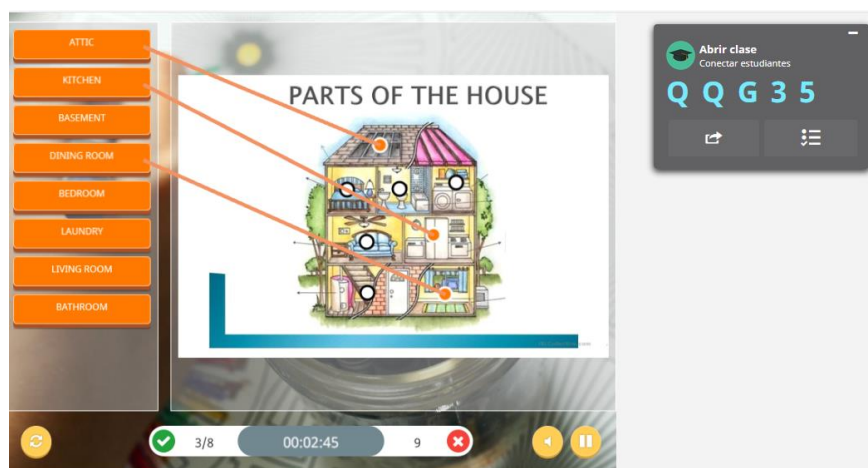 ATTIC
KITCHEN
BASEMENT
DINING ROOM
BEDROOM
LAUNDRY
LIVING ROOM
BATHROOM
PARTS OF THE HOUSE
3/8
00:02:45
9
Abrir clase
Conectar estudiantes
Q Q G 3 5